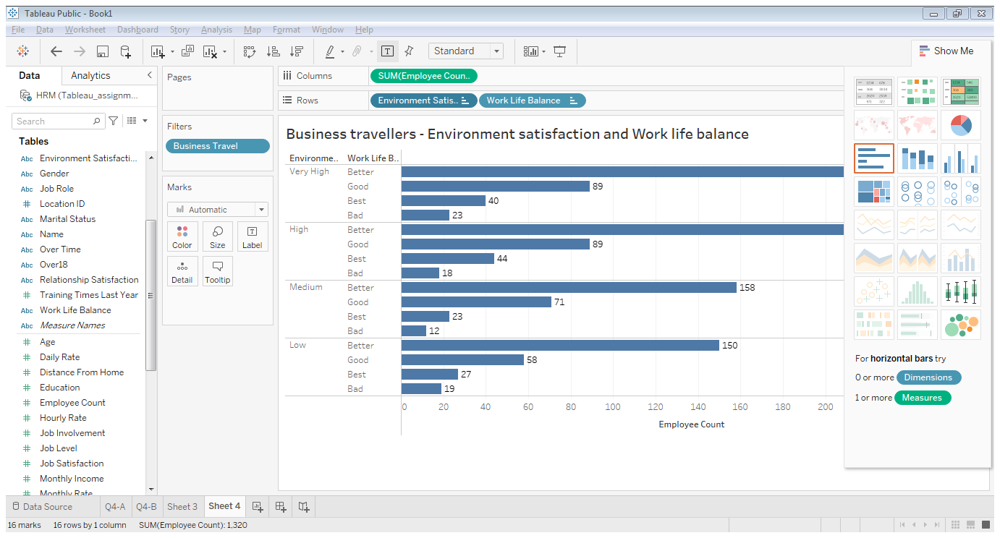 Tableau Public - Book1
File Data Worksheet Dashboard Story Analysis Map Format Window Help
Standard
Show Me
Data Analytics
HRM (Tableau_assignm...
Search
Tables
Abc Environment Satisfacti...
Abc Gender
Abc Job Role
# Location ID
Abc Marital Status
Abc Name
Abc Over Time
Abc Over18
Abc Relationship Satisfaction
# Training Times Last Year
Abc Work Life Balance
Abc Measure Names
# Age
# Daily Rate
# Distance From Home
# Education
# Employee Count
# Hourly Rate
# Job Involvement
# Job Level
# Job Satisfaction
# Monthly Income
# Monthly Rate
Pages
Filters
Business Travel
Marks
Automatic
Color Size Label
Detail Tooltip
Columns SUM(Employee Coun..
Rows Environment Satis.. Work Life Balance
Business travellers - Environment satisfaction and Work life balance
Environme.. Work Life B..
Very High Better
Good 89
Best 40
Bad 23
High Better
Good 89
Best 44
Bad 18
Medium Better 158
Good 71
Best 23
Bad 12
Low Better 150
Good 58
Best 27
Bad 19
0 20 40 60 80 100 120 140 160 180 200
Employee Count
For horizontal bars try
0 or more Dimensions
1 or more Measures
Data Source Q4-A Q4-B Sheet 3 Sheet 4
16 marks 16 rows by 1 column SUM(Employee Count): 1,320